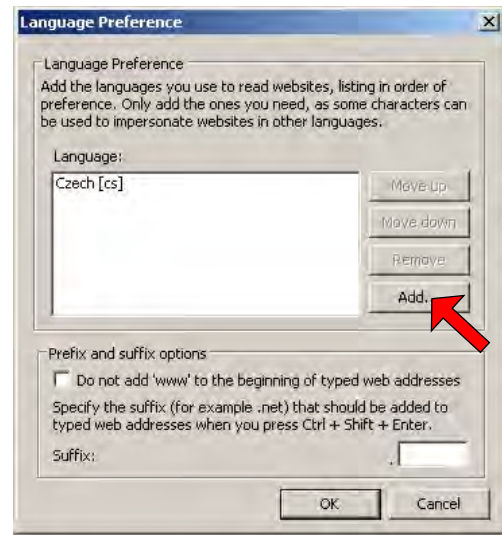 Language Preference
Language Preference
Add the languages you use to read websites, listing in order of
preference. Only add the ones you need, as some characters can
be used to impersonate websites in other languages.
Language:
Czech [cs]
Move up
Move down
Remove
Add...
Prefix and suffix options
Do not add 'www' to the beginning of typed web addresses
Specify the suffix (for example .net) that should be added to
typed web addresses when you press Ctrl + Shift + Enter.
Suffix:
.
OK
Cancel